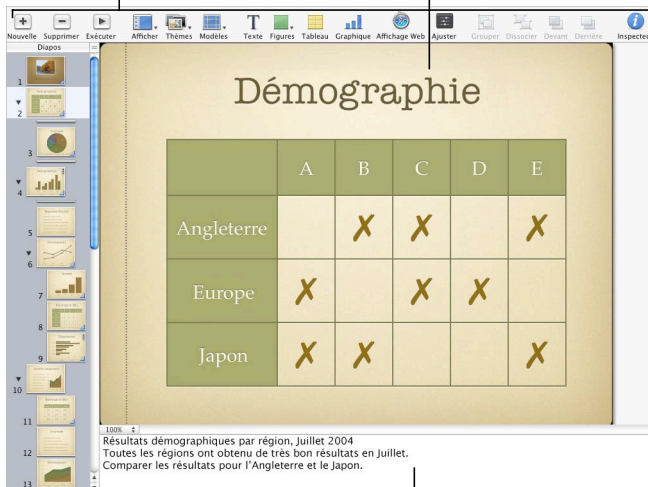 Nouvelle Supprimer Exécuter Afficher Thèmes Modèles Texte Figures Tableau Graphique Affichage Web Ajuster Grouper Dissocier Devant Derrière Inspecteu
Diapos
1
2
3
4
5
6
7
8
9
10
11
12
13
Démographie
A B C D E
Angleterre ✗ ✗ ✗
Europe ✗ ✗ ✗
Japon ✗ ✗ ✗
100%
Résultats démographiques par région, Juillet 2004
Toutes les régions ont obtenu de très bon résultats en Juillet.
Comparer les résultats pour l'Angleterre et le Japon.